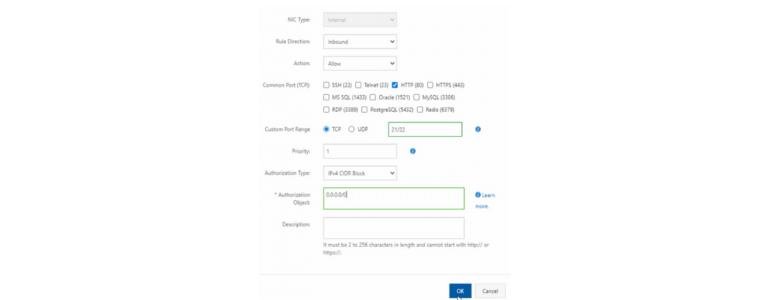 NIC Type: Internal
Rule Direction: Inbound
Action: Allow
Common Port (TCP): SSH (22) Telnet (23) HTTP (80) HTTPS (443)
MS SQL (1433) Oracle (1521) MySQL (3306)
RDP (3389) PostgreSQL (5432) Redis (6379)
Custom Port Range TCP UDP 21/22
Priority: 1
Authorization Type: IPv4 CIDR Block
* Authorization Object: 0.0.0.0/0 Learn more.
Description:
It must be 2 to 256 characters in length and cannot start with http:// or
https://.
OK Cancel